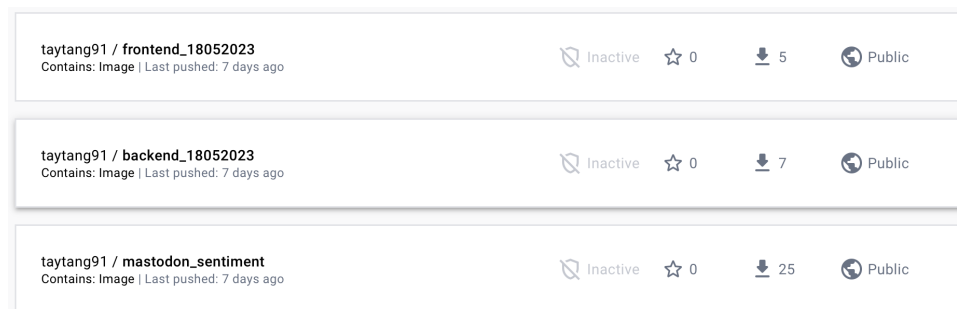 taytang91 / frontend_18052023 Inactive 0 5 Public
Contains: Image | Last pushed: 7 days ago
taytang91 / backend_18052023 Inactive 0 7 Public
Contains: Image | Last pushed: 7 days ago
taytang91 / mastodon_sentiment Inactive 0 25 Public
Contains: Image | Last pushed: 7 days ago